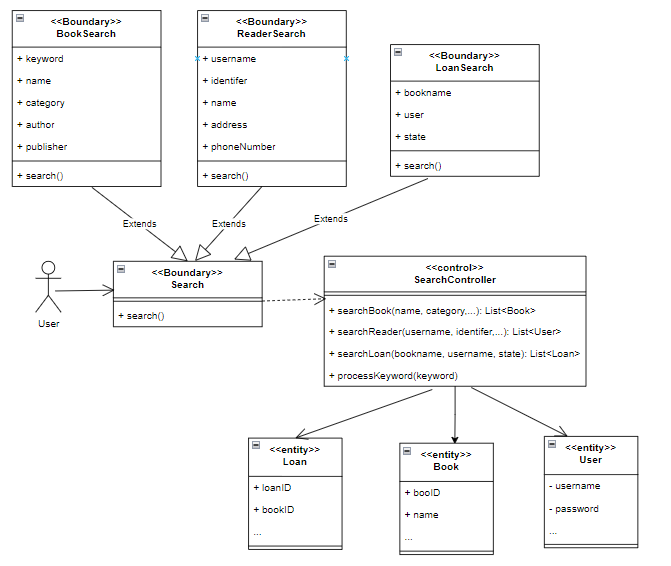 <<Boundary>>
BookSearch
+ keyword
+ name
+ category
+ author
+ publisher
+ search()
<<Boundary>>
ReaderSearch
+ username
+ identifer
+ name
+ address
+ phoneNumber
+ search()
<<Boundary>>
LoanSearch
+ bookname
+ user
+ state
+ search()
Extends
Extends
Extends
User
<<Boundary>>
Search
+ search()
<<control>>
SearchController
+ searchBook(name, category,...): List<Book>
+ searchReader(username, identifer,...): List<User>
+ searchLoan(bookname, username, state): List<Loan>
+ processKeyword(keyword)
<<entity>>
Loan
+ loanID
+ bookID
...
<<entity>>
Book
+ booID
+ name
...
<<entity>>
User
- username
- password
...